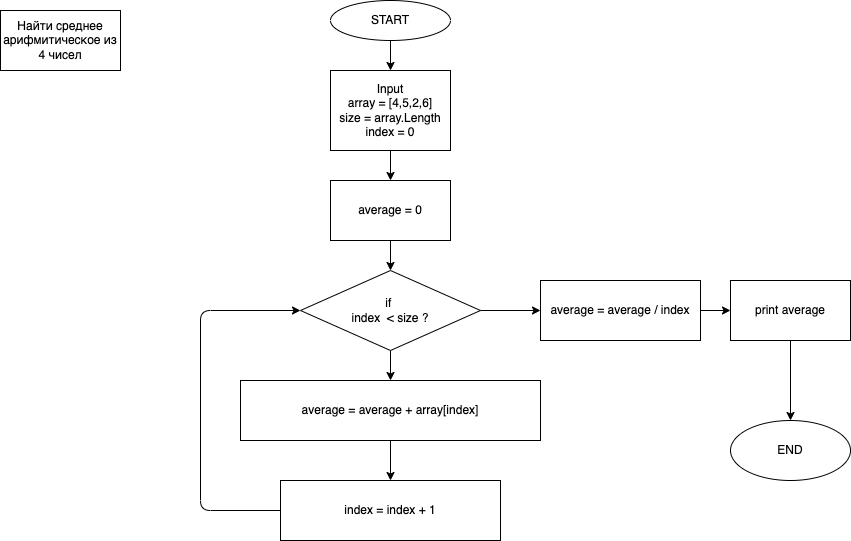 Найти среднее
арифмитическое из
4 чисел
START
Input
array = [4,5,2,6]
size = array.Length
index = 0
average = 0
if
index < size ?
average = average / index
print average
average = average + array[index]
END
index = index + 1